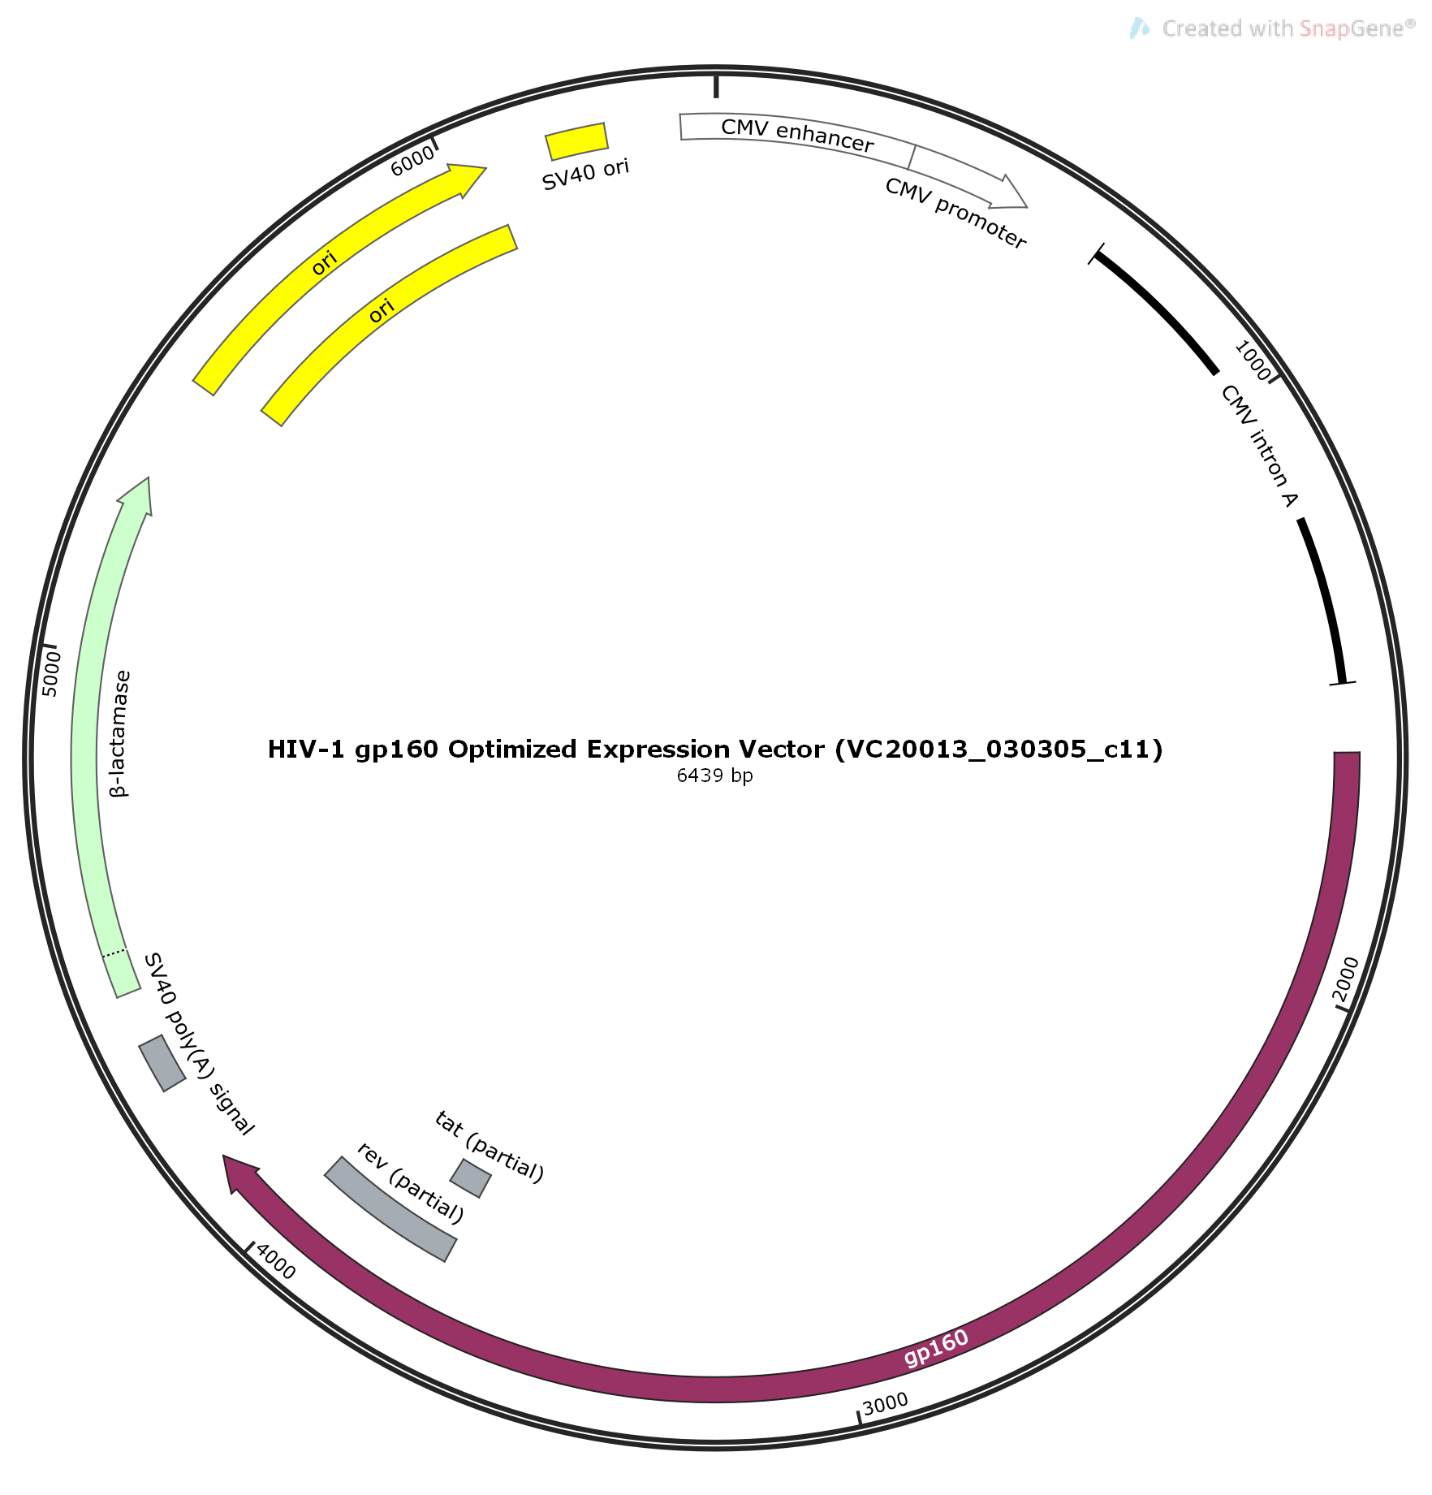 Created with SnapGene®
CMV enhancer
CMV promoter
SV40 ori
6000
ori
ori
1000
CMV intron A
5000
β-lactamase
HIV-1 gp160 Optimized Expression Vector (VC20013_030305_c11)
6439 bp
2000
SV40 poly(A) signal
tat (partial)
rev (partial)
4000
gp160
3000